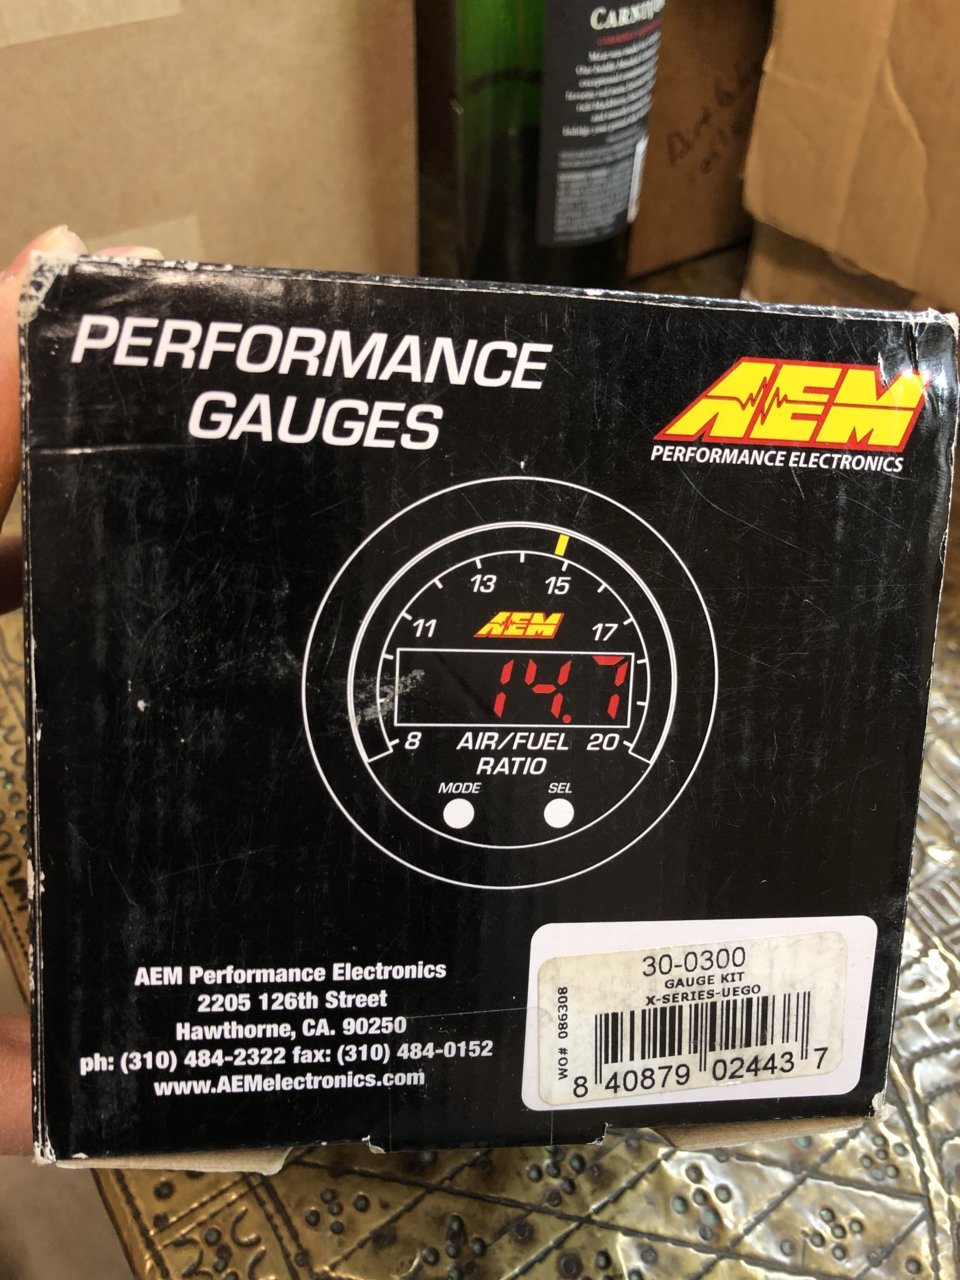 CARNI
PERFORMANCE
GAUGES
AEM
PERFORMANCE ELECTRONICS
13
15
11
AEM
17
14.7
8
AIR/FUEL
20
RATIO
MODE
SEL
AEM Performance Electronics
2205 126th Street
Hawthorne, CA. 90250
ph: (310) 484-2322 fax: (310) 484-0152
www.AEMelectronics.com
30-0300
GAUGE KIT
X-SERIES-UEGO
WO# 086308
8 40879 02443 7